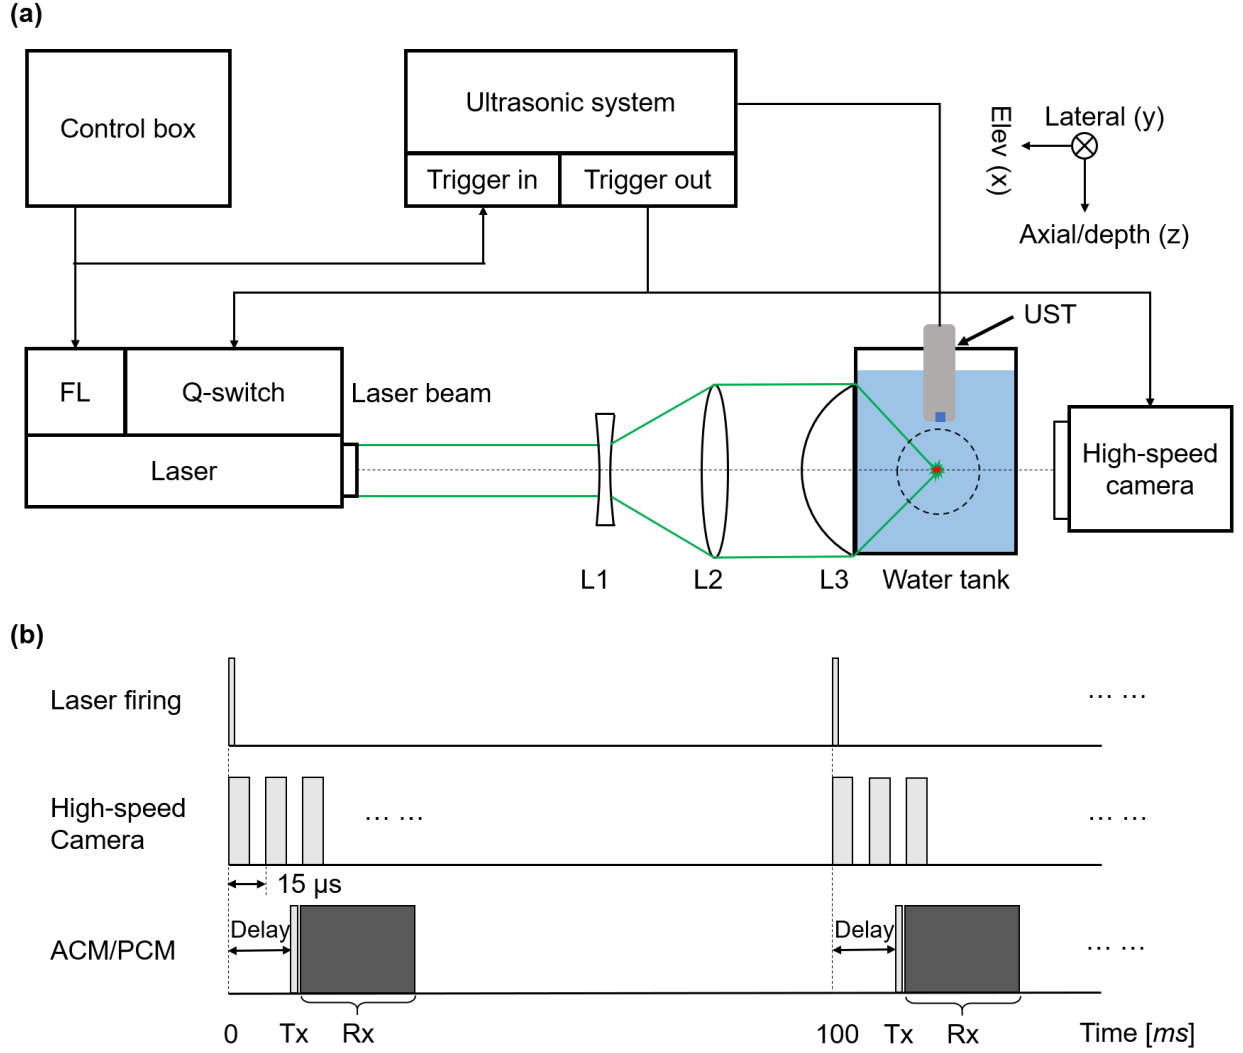 (a)
Control box
Ultrasonic system
Trigger in
Trigger out
Lateral (y)
Elev (x)
Axial/depth (z)
UST
FL
Q-switch
Laser beam
Laser
High-speed
camera
L1
L2
L3
Water tank
(b)
Laser firing
... ...
High-speed
Camera
... ...
... ...
15 µs
Delay
Delay
ACM/PCM
... ...
0
Tx
Rx
100
Tx
Rx
Time [ms]